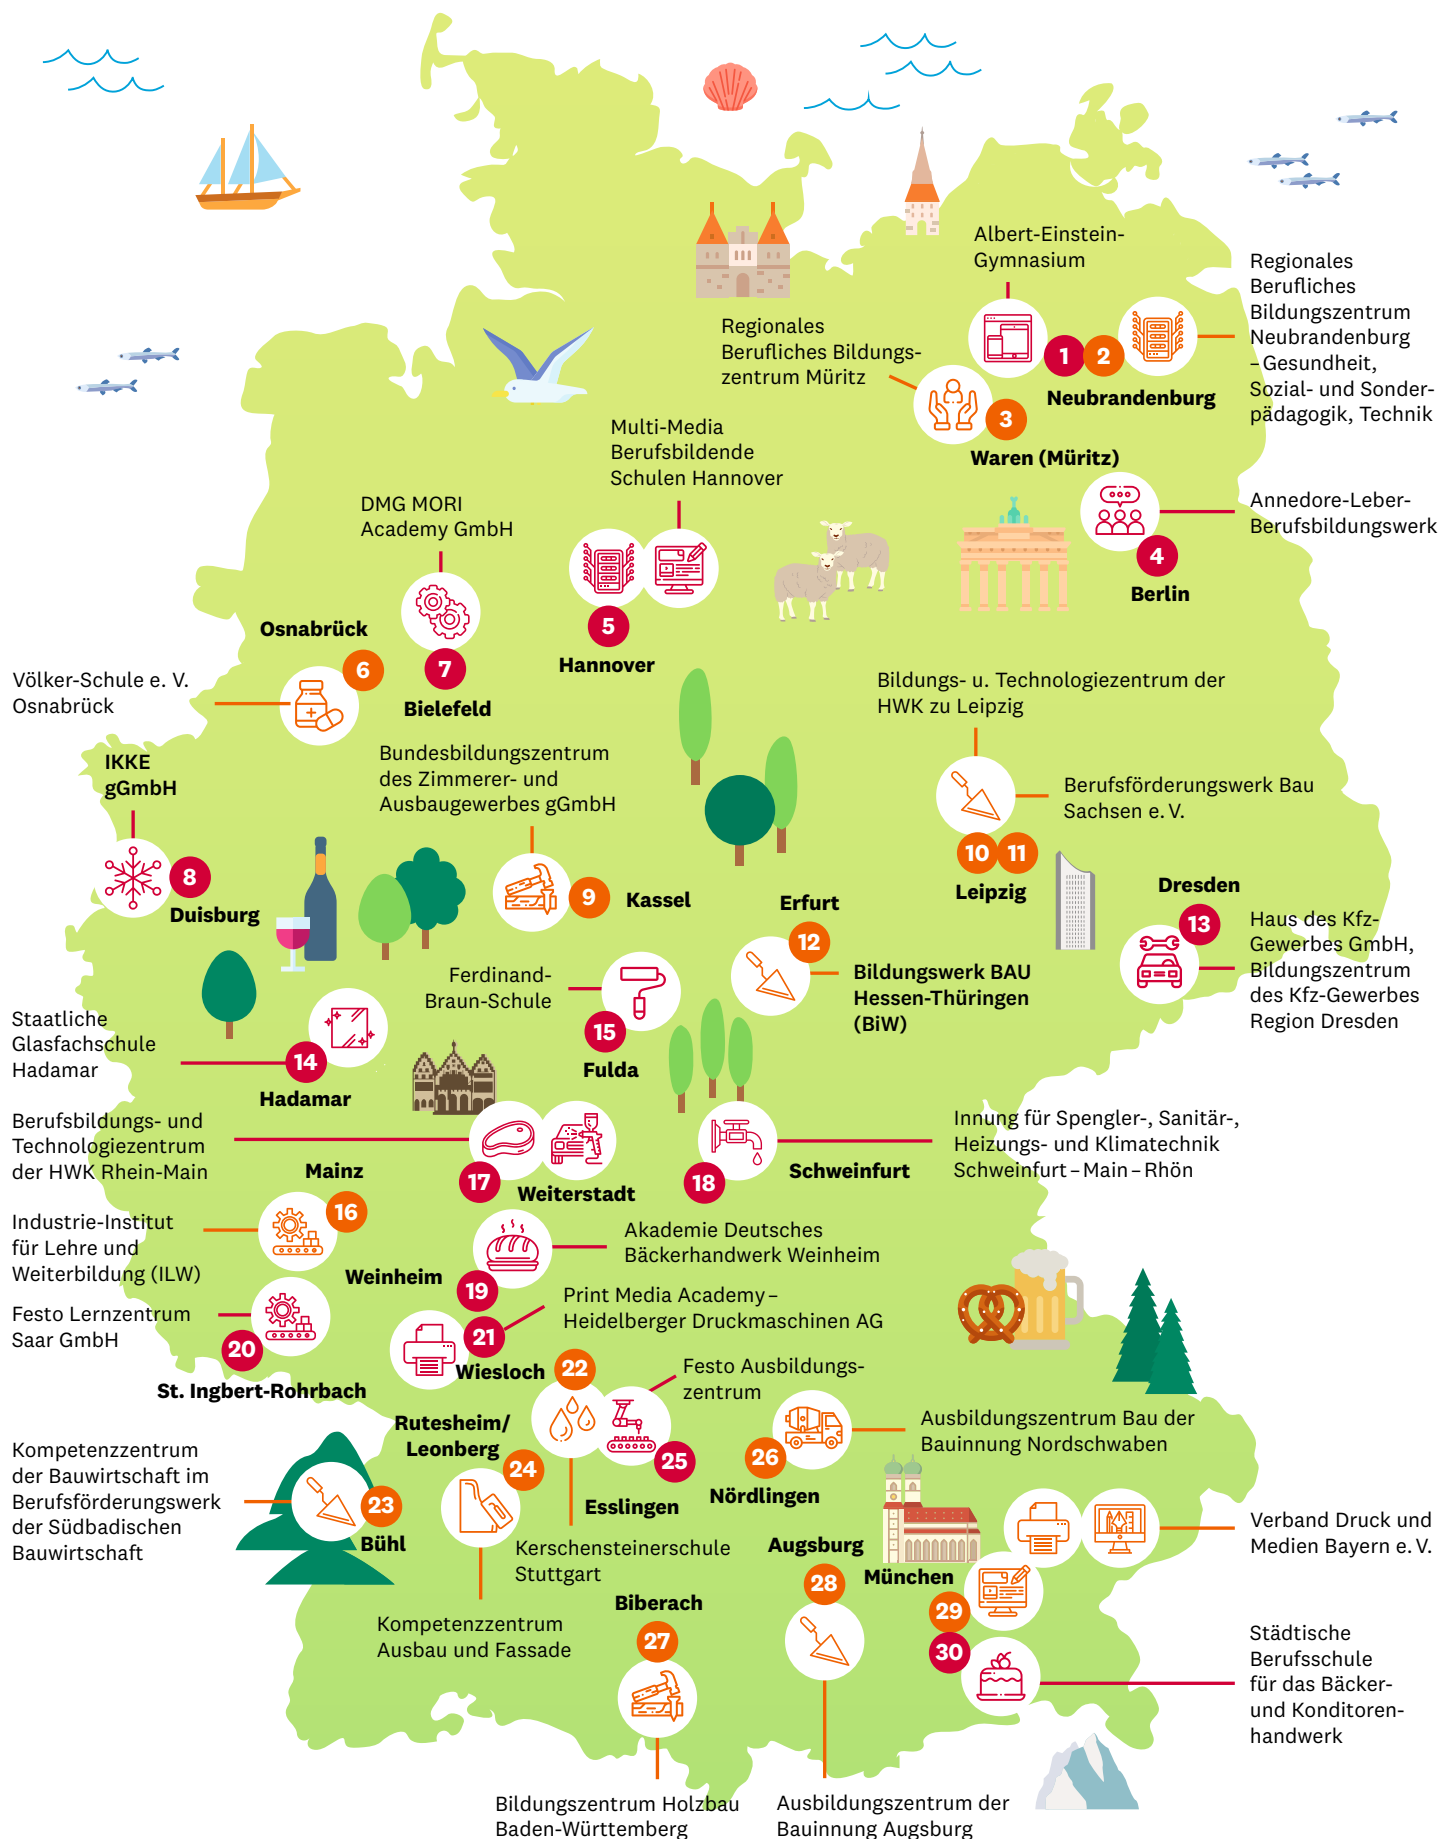 Albert-Einstein-
Gymnasium
Regionales
Berufliches
Bildungszentrum
Neubrandenburg
– Gesundheit,
Sozial- und Sonder-
pädagogik, Technik
1
2
Neubrandenburg
Regionales
Berufliches Bildungs-
zentrum Müritz
3
Waren (Müritz)
Annedore-Leber-
Berufsbildungswerk
4
Berlin
Multi-Media
Berufsbildende
Schulen Hannover
5
Hannover
DMG MORI
Academy GmbH
7
Bielefeld
Osnabrück
6
Völker-Schule e. V.
Osnabrück
IKKE
gGmbH
8
Duisburg
Bundesbildungszentrum
des Zimmerer- und
Ausbaugewerbes gGmbH
9
Kassel
Bildungs- u. Technologiezentrum der
HWK zu Leipzig
Berufsförderungswerk Bau
Sachsen e. V.
10
11
Leipzig
Erfurt
12
Bildungswerk BAU
Hessen-Thüringen
(BiW)
Dresden
13
Haus des Kfz-
Gewerbes GmbH,
Bildungszentrum
des Kfz-Gewerbes
Region Dresden
Ferdinand-
Braun-Schule
15
Fulda
Staatliche
Glasfachschule
Hadamar
14
Hadamar
Berufsbildungs- und
Technologiezentrum
der HWK Rhein-Main
17
Weiterstadt
18
Schweinfurt
Innung für Spengler-, Sanitär-,
Heizungs- und Klimatechnik
Schweinfurt – Main – Rhön
Mainz
16
Industrie-Institut
für Lehre und
Weiterbildung (ILW)
Weinheim
19
Akademie Deutsches
Bäckerhandwerk Weinheim
Festo Lernzentrum
Saar GmbH
20
St. Ingbert-Rohrbach
21
Wiesloch
Print Media Academy –
Heidelberger Druckmaschinen AG
22
Festo Ausbildungs-
zentrum
25
Esslingen
Kerschensteinerschule
Stuttgart
Rutesheim/
Leonberg
24
Kompetenzzentrum
Ausbau und Fassade
Kompetenzzentrum
der Bauwirtschaft im
Berufsförderungswerk
der Südbadischen
Bauwirtschaft
23
Bühl
26
Nördlingen
Ausbildungszentrum Bau der
Bauinnung Nordschwaben
Augsburg
28
Ausbildungszentrum der
Bauinnung Augsburg
Biberach
27
Bildungszentrum Holzbau
Baden-Württemberg
München
29
30
Verband Druck und
Medien Bayern e. V.
Städtische
Berufsschule
für das Bäcker-
und Konditoren-
handwerk